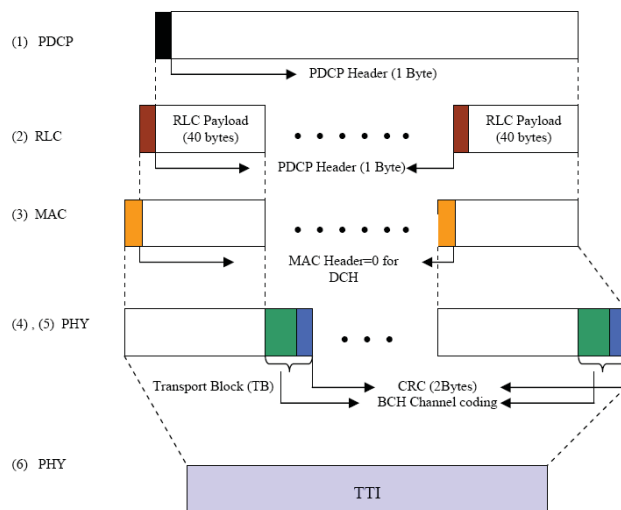 (1) PDCP
PDCP Header (1 Byte)
(2) RLC
RLC Payload
(40 bytes)
RLC Payload
(40 bytes)
PDCP Header (1 Byte)
(3) MAC
MAC Header=0 for
DCH
(4) , (5) PHY
Transport Block (TB)
CRC (2Bytes)
BCH Channel coding
(6) PHY
TTI